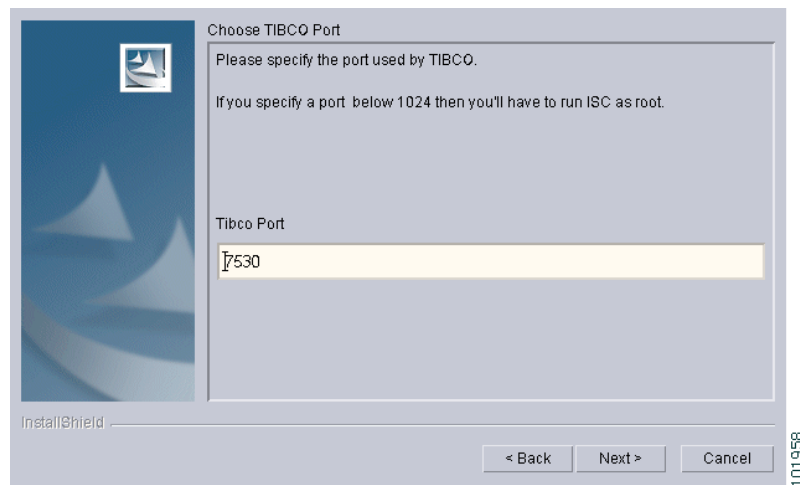 Choose TIBCO Port
Please specify the port used by TIBCO.
If you specify a port below 1024 then you'll have to run ISC as root.
Tibco Port
7530
InstallShield
< Back
Next >
Cancel
101958